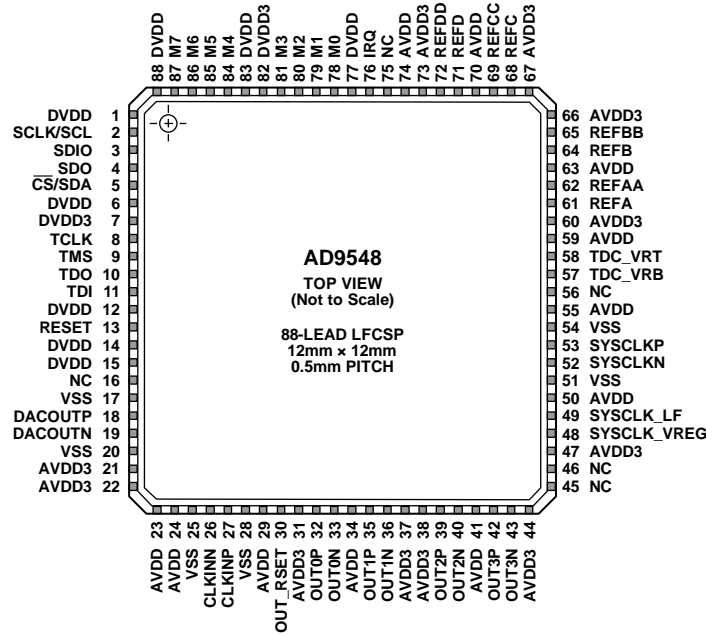 88 DVDD
87 M7
86 M6
85 M5
84 M4
83 DVDD
82 DVDD3
81 M3
80 M2
79 M1
78 M0
77 DVDD
76 IRQ
75 NC
74 AVDD
73 AVDD3
72 REFDD
71 REFD
70 AVDD
69 REFCC
68 REFC
67 AVDD3
DVDD 1
SCLK/SCL 2
SDIO 3
SDO 4
C̅S̅/SDA 5
DVDD 6
DVDD3 7
TCLK 8
TMS 9
TDO 10
TDI 11
DVDD 12
RESET 13
DVDD 14
DVDD 15
NC 16
VSS 17
DACOUTP 18
DACOUTN 19
VSS 20
AVDD3 21
AVDD3 22
AD9548
TOP VIEW
(Not to Scale)
88-LEAD LFCSP
12mm × 12mm
0.5mm PITCH
66 AVDD3
65 REFBB
64 REFB
63 AVDD
62 REFAA
61 REFA
60 AVDD3
59 AVDD
58 TDC_VRT
57 TDC_VRB
56 NC
55 AVDD
54 VSS
53 SYSCLKP
52 SYSCLKN
51 VSS
50 AVDD
49 SYSCLK_LF
48 SYSCLK_VREG
47 AVDD3
46 NC
45 NC
AVDD 23
AVDD 24
VSS 25
CLKINN 26
CLKINP 27
VSS 28
AVDD 29
OUT_RSET 30
AVDD3 31
OUT0P 32
OUT0N 33
AVDD 34
OUT1P 35
OUT1N 36
AVDD3 37
AVDD3 38
OUT2P 39
OUT2N 40
AVDD 41
OUT3P 42
OUT3N 43
AVDD3 44